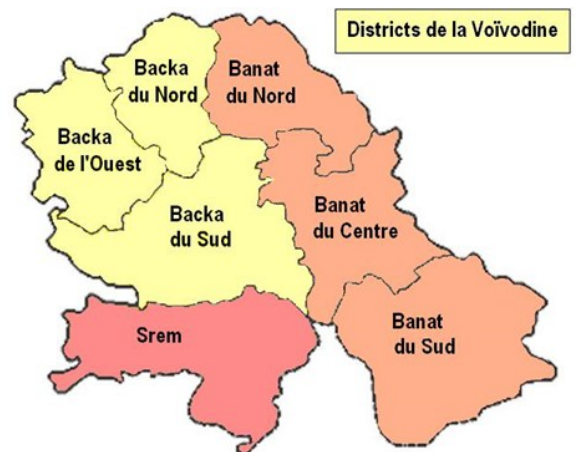 Districts de la Voïvodine
Backa
du Nord
Banat
du Nord
Backa
de l'Ouest
Backa
du Sud
Banat
du Centre
Srem
Banat
du Sud